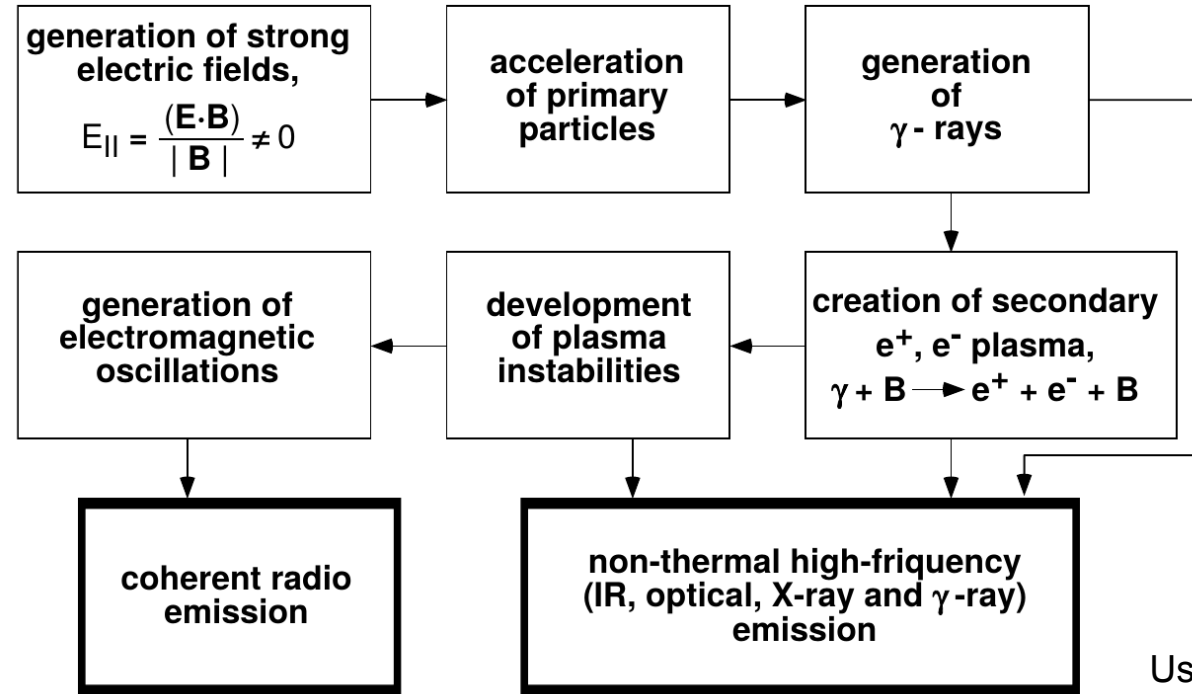 generation of strong
electric fields,
E|| = (E·B) / | B | ≠ 0
acceleration
of primary
particles
generation
of
γ - rays
generation of
electromagnetic
oscillations
development
of plasma
instabilities
creation of secondary
e⁺, e⁻ plasma,
γ + B → e⁺ + e⁻ + B
coherent radio
emission
non-thermal high-friquency
(IR, optical, X-ray and γ -ray)
emission
Us